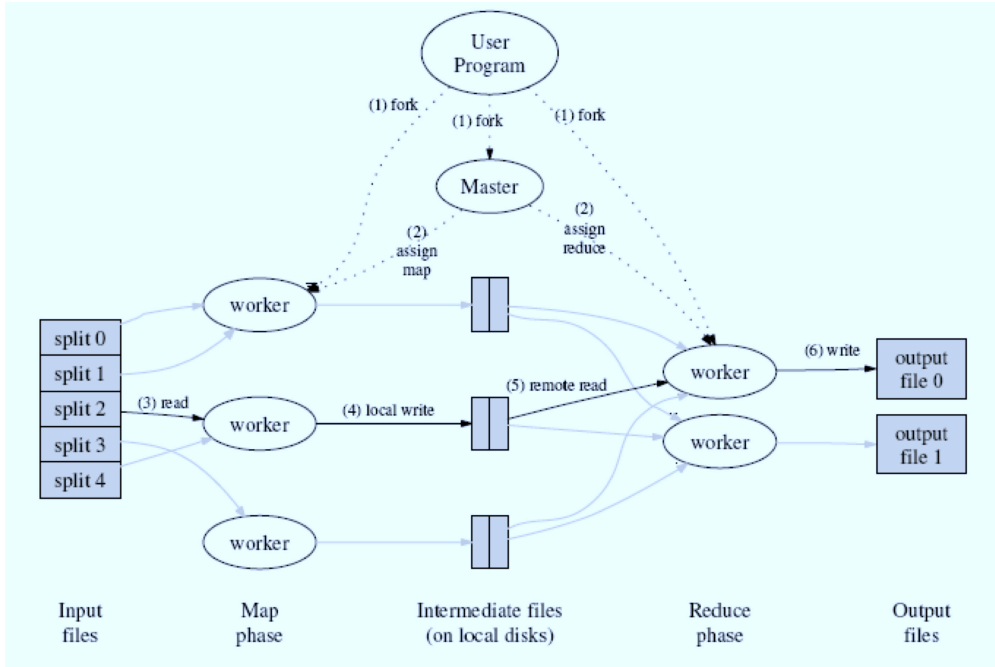 User
Program
(1) fork
(1) fork
(1) fork
Master
(2)
assign
map
(2)
assign
reduce
worker
split 0
split 1
split 2
split 3
split 4
(3) read
worker
(4) local write
(5) remote read
worker
(6) write
output
file 0
worker
output
file 1
worker
Input
files
Map
phase
Intermediate files
(on local disks)
Reduce
phase
Output
files